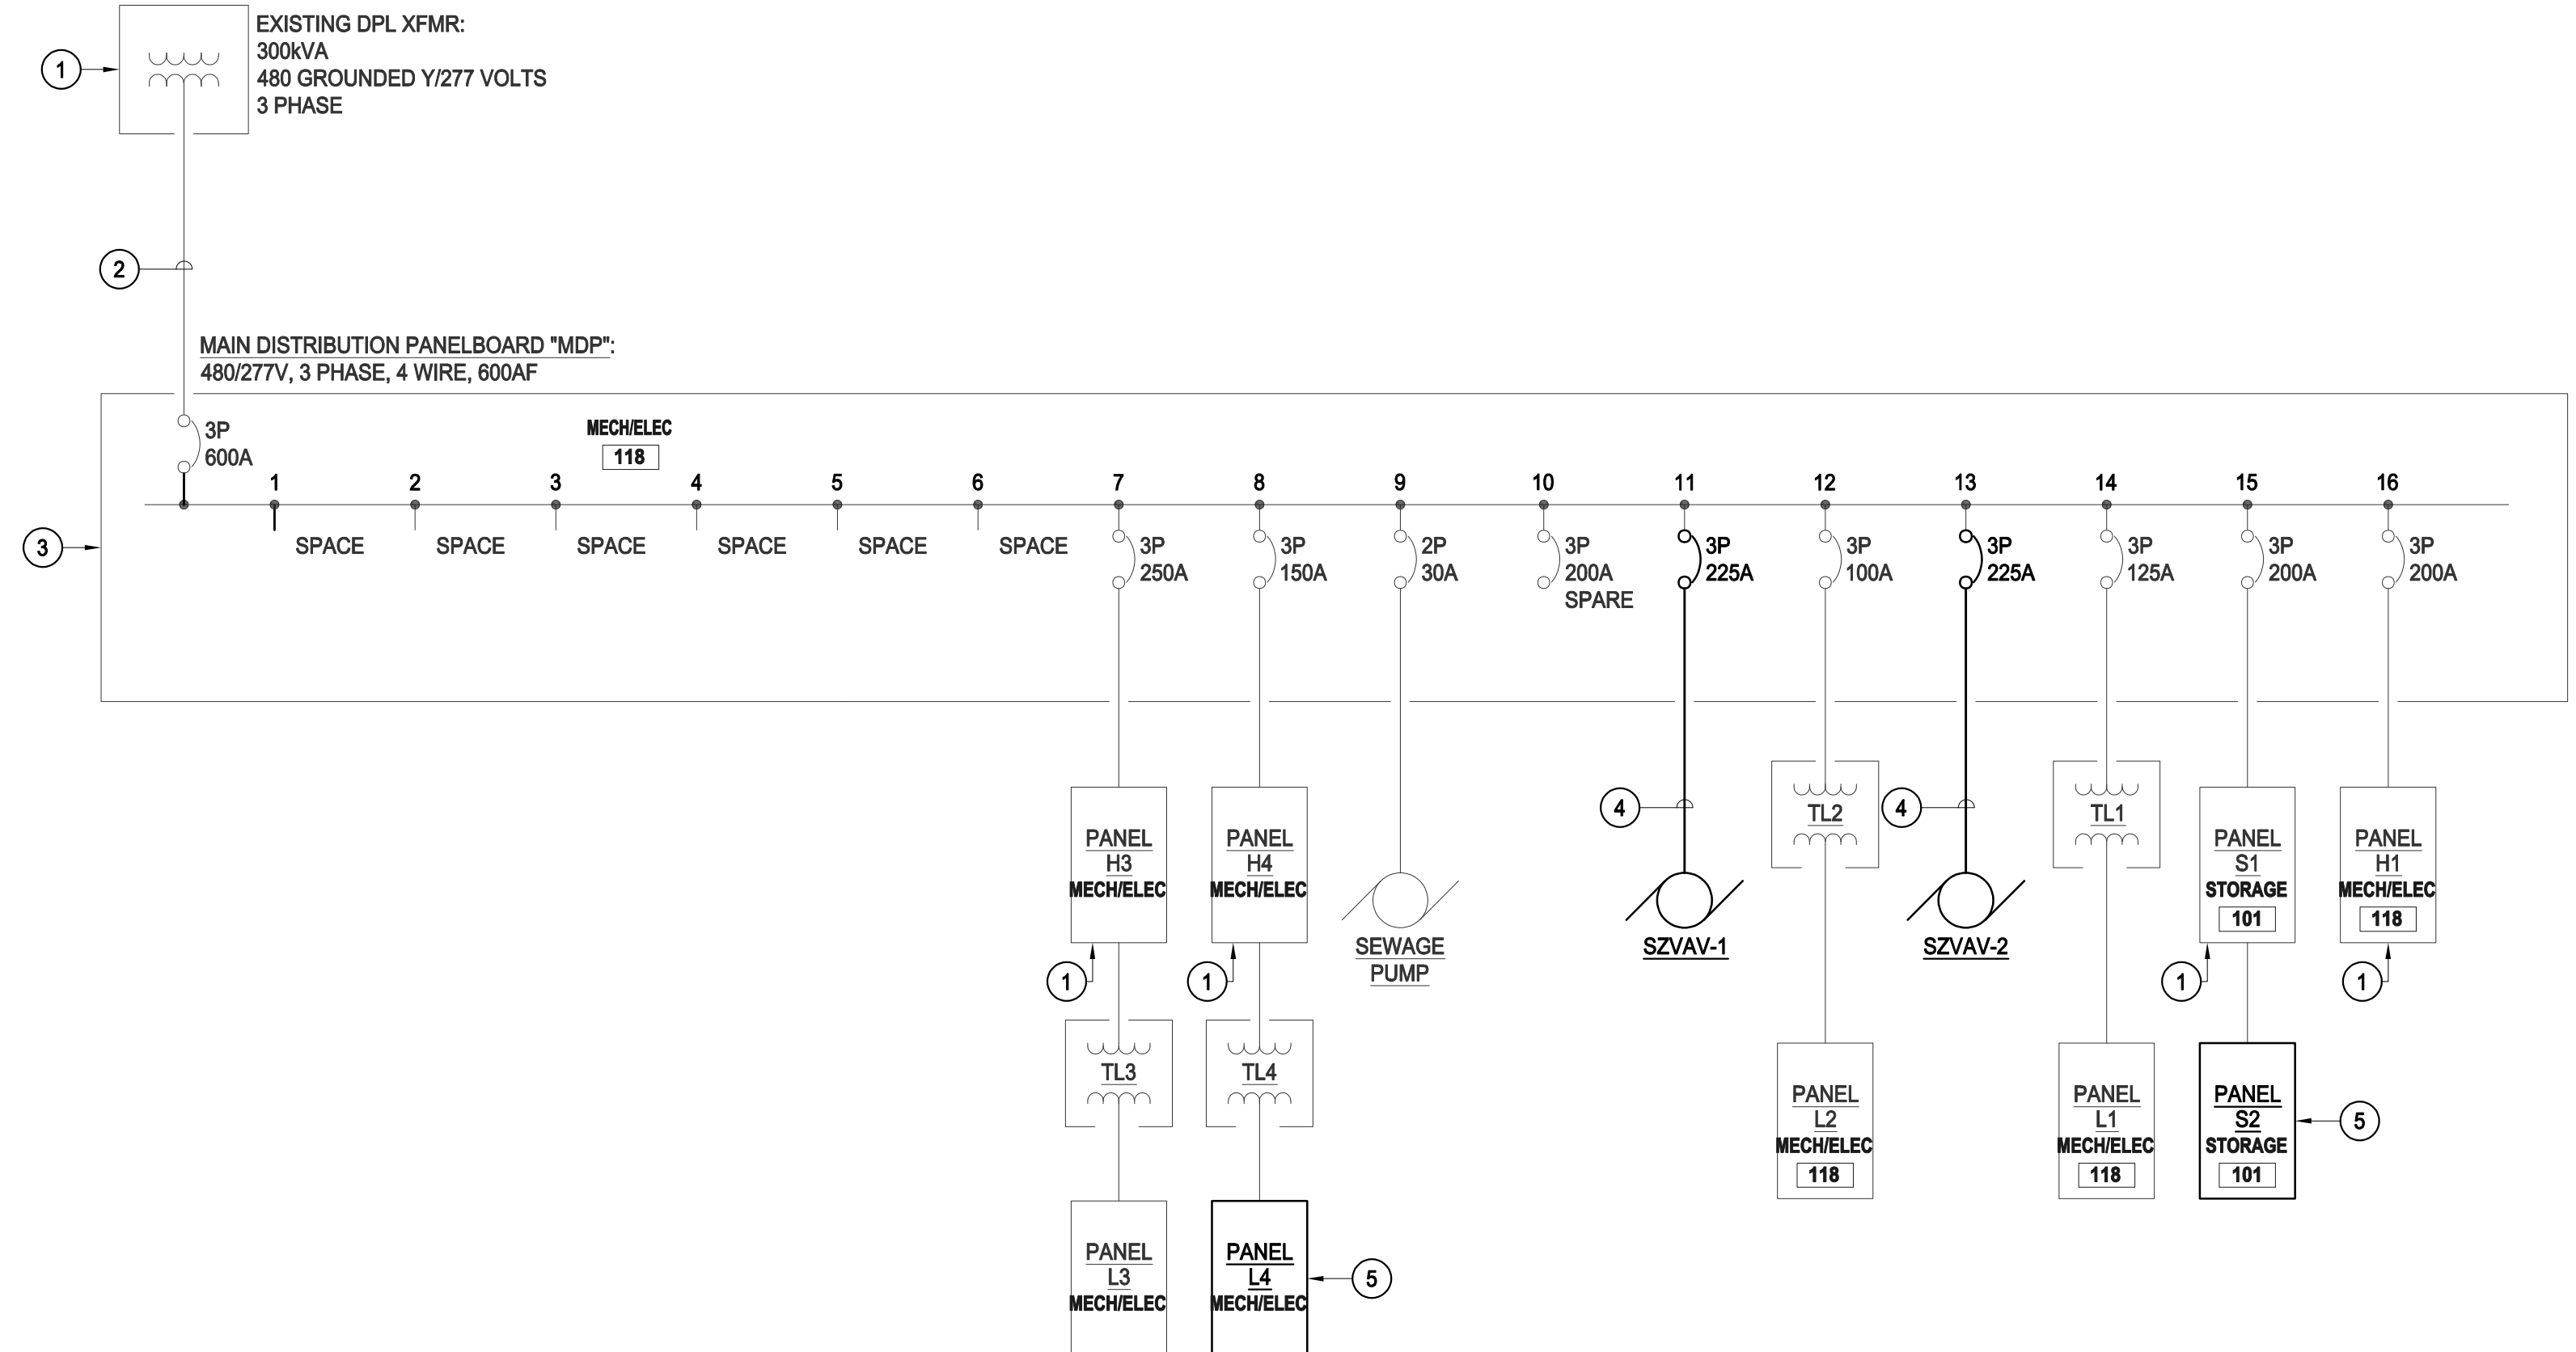 EXISTING DPL XFMR:
300kVA
480 GROUNDED Y/277 VOLTS
3 PHASE
1
2
MAIN DISTRIBUTION PANELBOARD "MDP":
480/277V, 3 PHASE, 4 WIRE, 600AF
3P
600A
MECH/ELEC
118
3
1
SPACE
2
SPACE
3
SPACE
4
SPACE
5
SPACE
6
SPACE
7
3P
250A
8
3P
150A
9
2P
30A
10
3P
200A
SPARE
11
3P
225A
12
3P
100A
13
3P
225A
14
3P
125A
15
3P
200A
16
3P
200A
PANEL
H3
MECH/ELEC
1
TL3
PANEL
L3
MECH/ELEC
PANEL
H4
MECH/ELEC
1
TL4
PANEL
L4
MECH/ELEC
5
SEWAGE
PUMP
4
SZVAV-1
TL2
PANEL
L2
MECH/ELEC
118
4
SZVAV-2
TL1
PANEL
L1
MECH/ELEC
118
PANEL
S1
STORAGE
101
1
PANEL
S2
STORAGE
101
5
PANEL
H1
MECH/ELEC
118
1